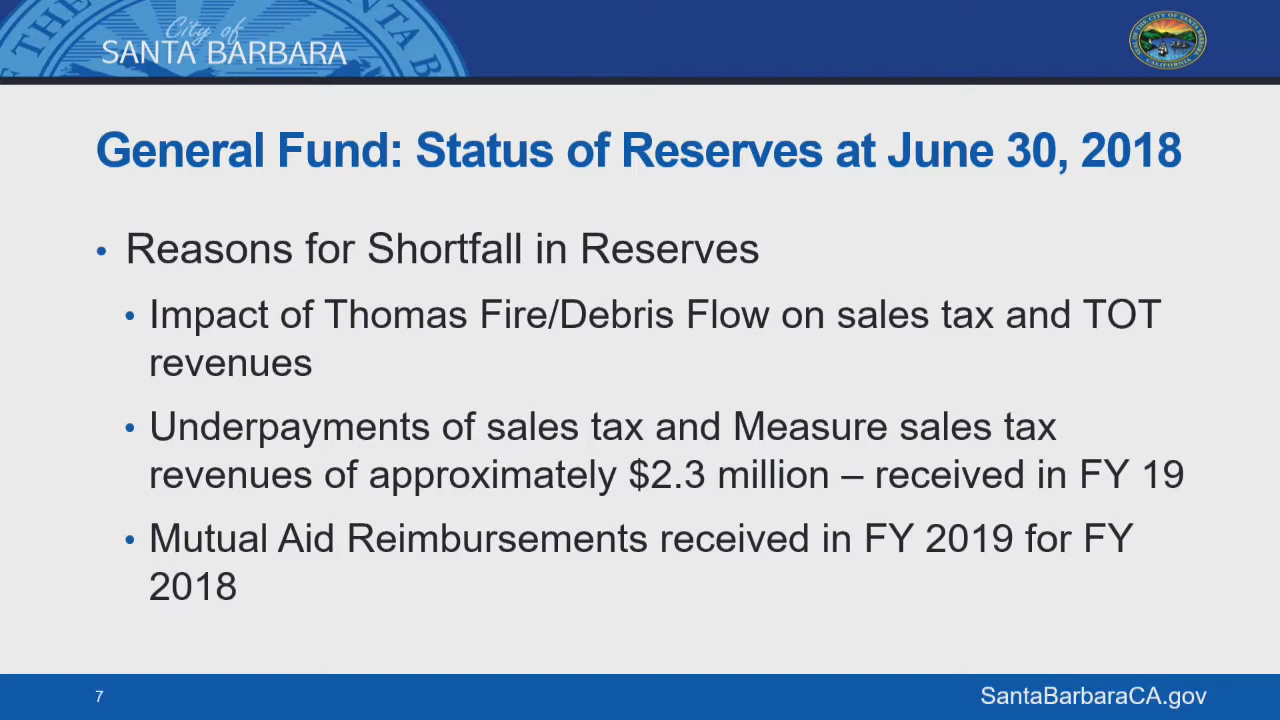 City of
SANTA BARBARA
General Fund: Status of Reserves at June 30, 2018
• Reasons for Shortfall in Reserves
• Impact of Thomas Fire/Debris Flow on sales tax and TOT
revenues
• Underpayments of sales tax and Measure sales tax
revenues of approximately $2.3 million – received in FY 19
• Mutual Aid Reimbursements received in FY 2019 for FY
2018
7
SantaBarbaraCA.gov